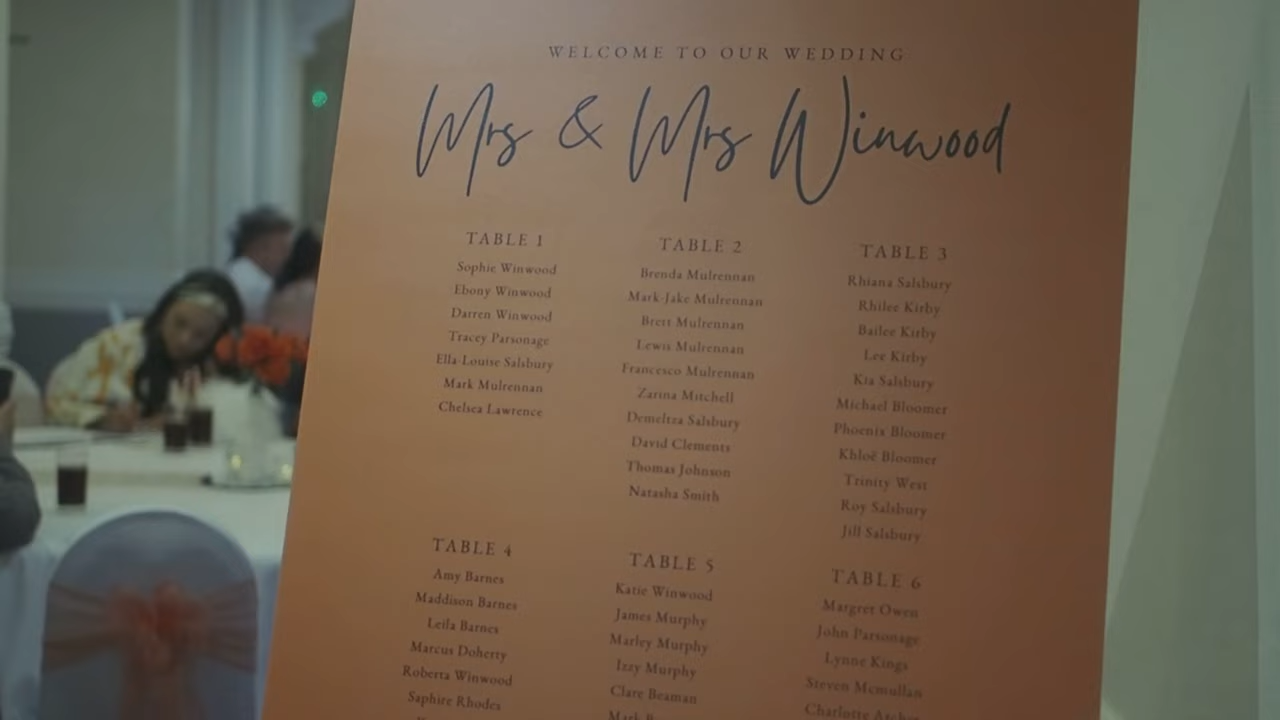 WELCOME TO OUR WEDDING
Mrs & Mrs Winwood
TABLE 1
Sophie Winwood
Ebony Winwood
Darren Winwood
Tracey Parsonage
Ella-Louise Salsbury
Mark Mulrennan
Chelsea Lawrence
TABLE 2
Brenda Mulrennan
Mark-Jake Mulrennan
Brett Mulrennan
Lewis Mulrennan
Francesco Mulrennan
Zarina Mitchell
Demeltza Salsbury
David Clements
Thomas Johnson
Natasha Smith
TABLE 3
Rhiana Salsbury
Rhilee Kirby
Bailee Kirby
Lee Kirby
Kia Salsbury
Michael Bloomer
Phoenix Bloomer
Khloë Bloomer
Trinity West
Roy Salsbury
Jill Salsbury
TABLE 4
Amy Barnes
Maddison Barnes
Leila Barnes
Marcus Doherty
Roberta Winwood
Saphire Rhodes
TABLE 5
Katie Winwood
James Murphy
Marley Murphy
Izzy Murphy
Clare Beaman
Mark
TABLE 6
Margret Owen
John Parsonage
Lynne Kings
Steven Mcmullan
Charlotte